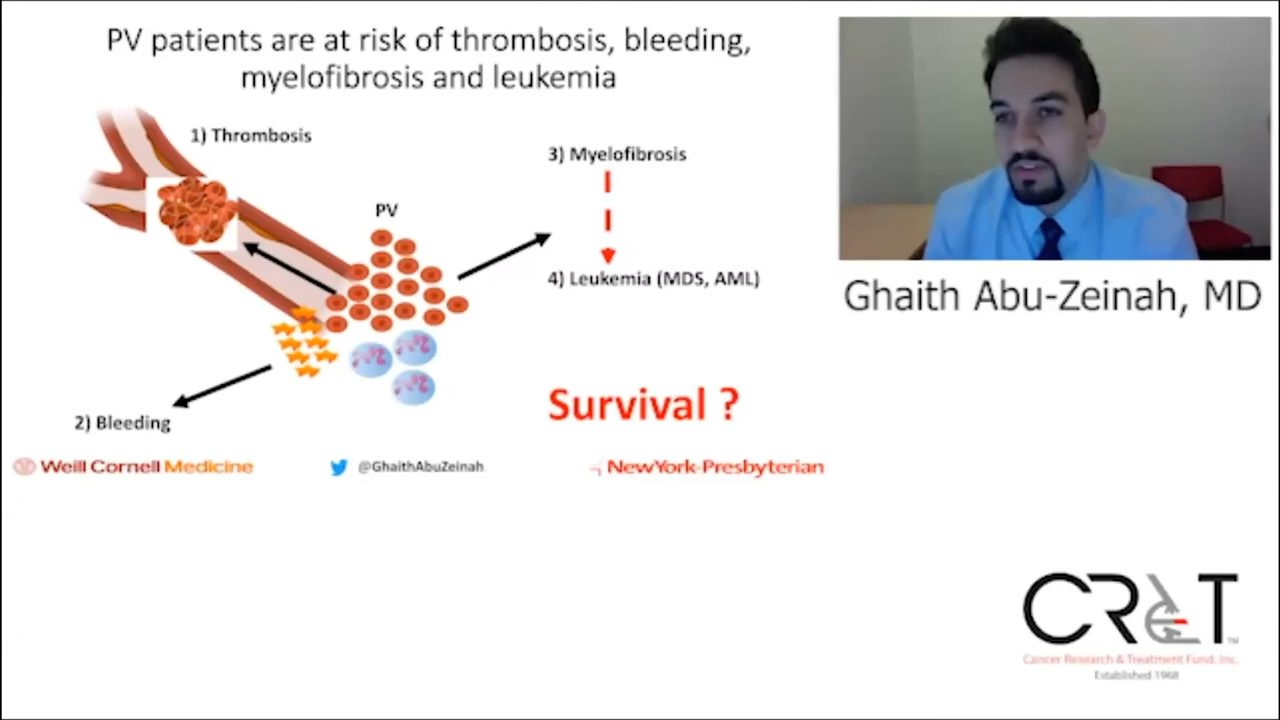 PV patients are at risk of thrombosis, bleeding,
myelofibrosis and leukemia
1) Thrombosis
3) Myelofibrosis
PV
4) Leukemia (MDS, AML)
Survival ?
2) Bleeding
Weill Cornell Medicine
@GhaithAbuZeinah
NewYork-Presbyterian
Ghaith Abu-Zeinah, MD
CR&T™
Cancer Research & Treatment Fund, Inc.
Established 1968